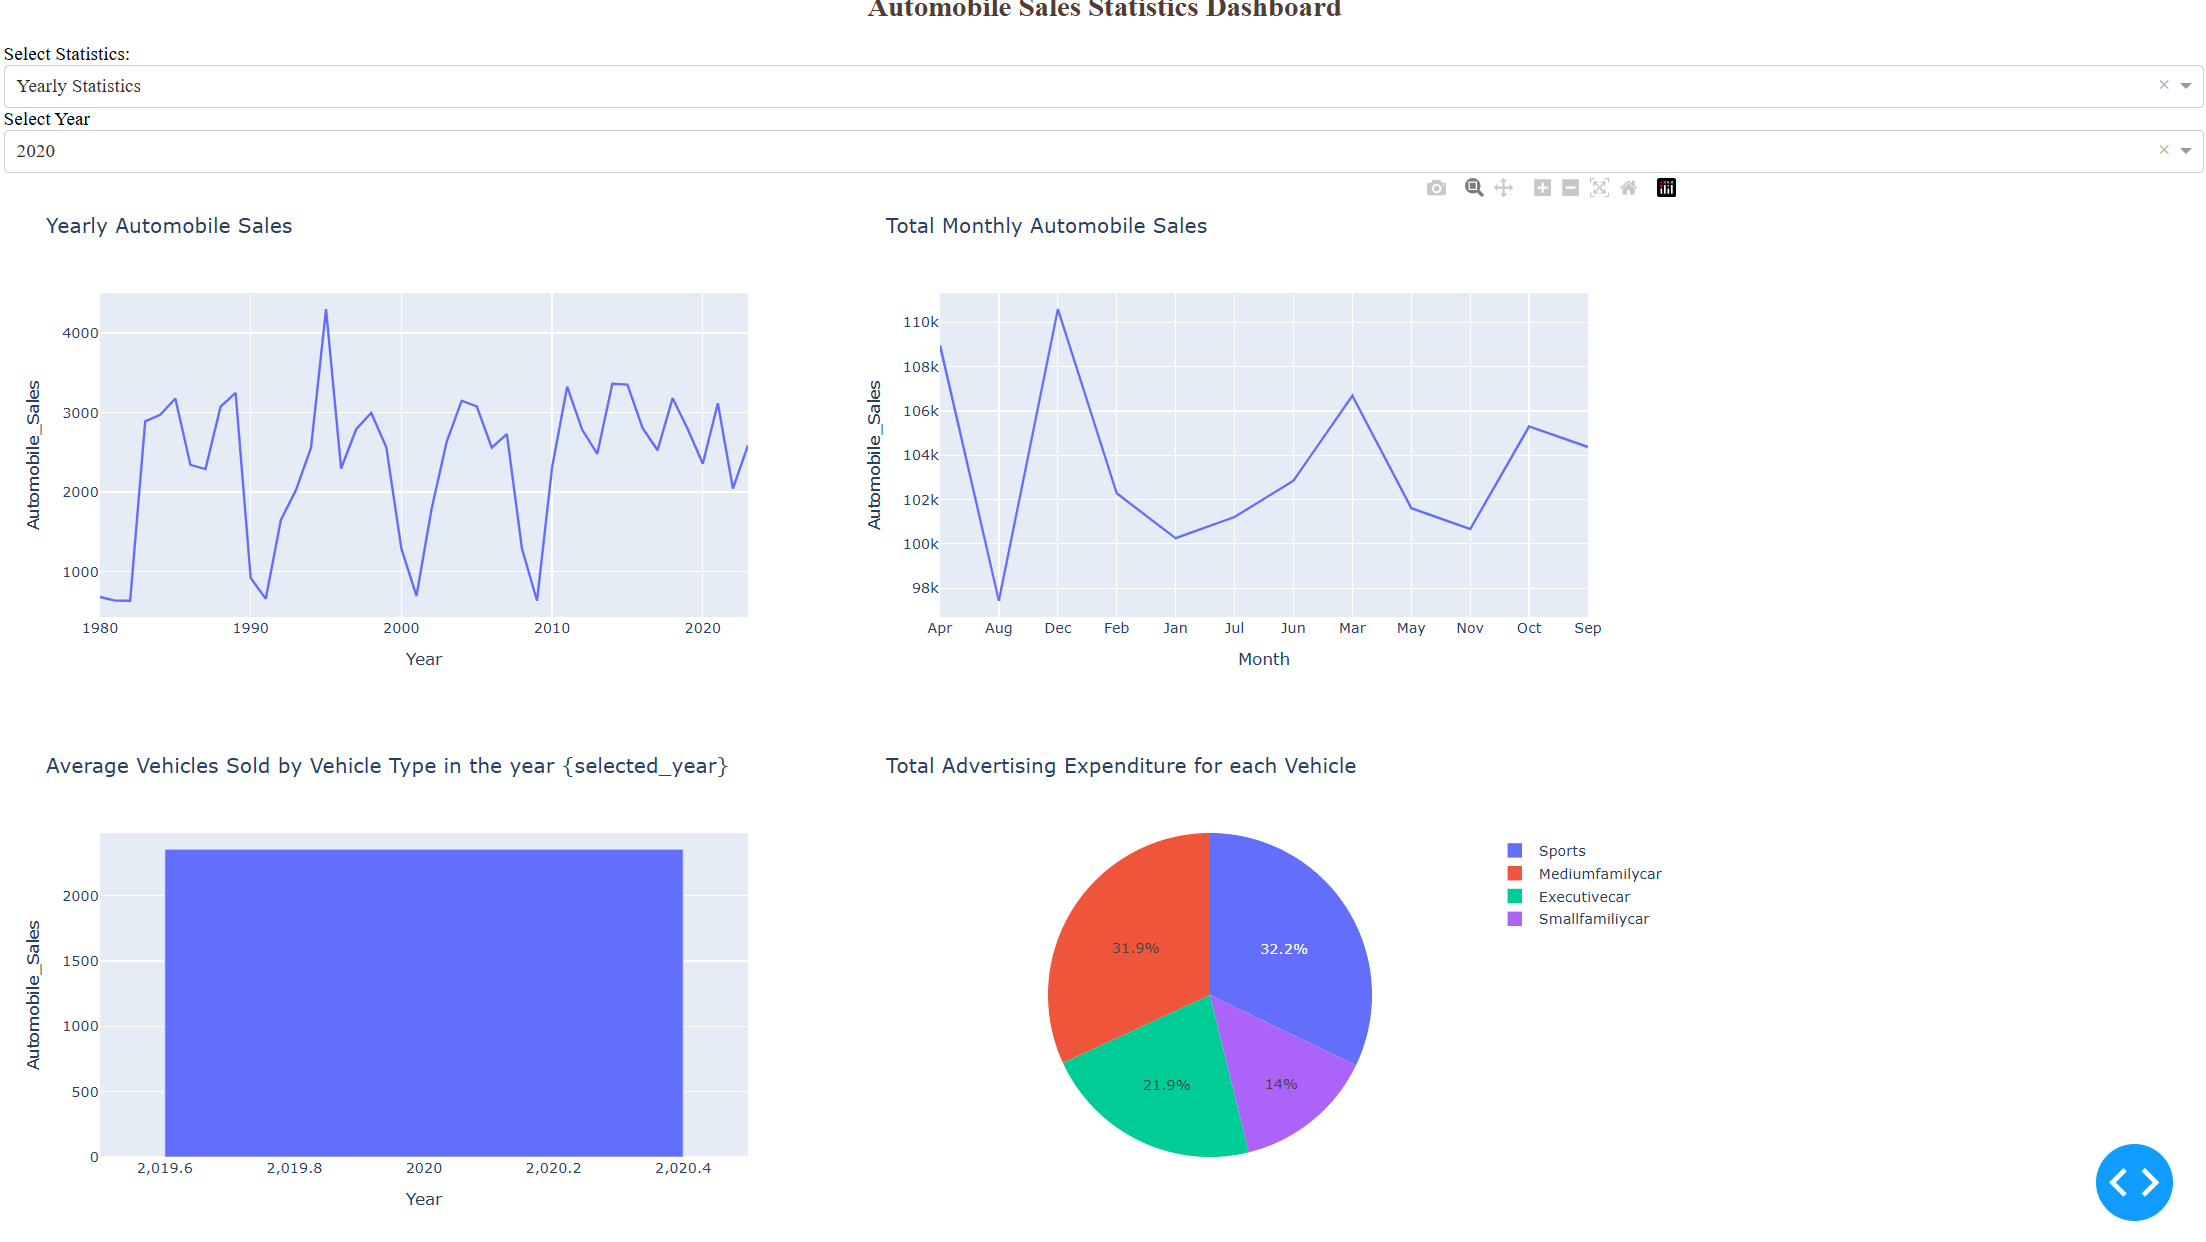 Automobile Sales Statistics Dashboard
Select Statistics:
Yearly Statistics
×
Select Year
2020
×
Yearly Automobile Sales
Automobile_Sales
4000
3000
2000
1000
1980 1990 2000 2010 2020
Year
Total Monthly Automobile Sales
Automobile_Sales
110k
108k
106k
104k
102k
100k
98k
Apr Aug Dec Feb Jan Jul Jun Mar May Nov Oct Sep
Month
Average Vehicles Sold by Vehicle Type in the year {selected_year}
Automobile_Sales
2000
1500
1000
500
0
2,019.6 2,019.8 2020 2,020.2 2,020.4
Year
Total Advertising Expenditure for each Vehicle
31.9%
32.2%
21.9%
14%
Sports
Mediumfamilycar
Executivecar
Smallfamiliycar